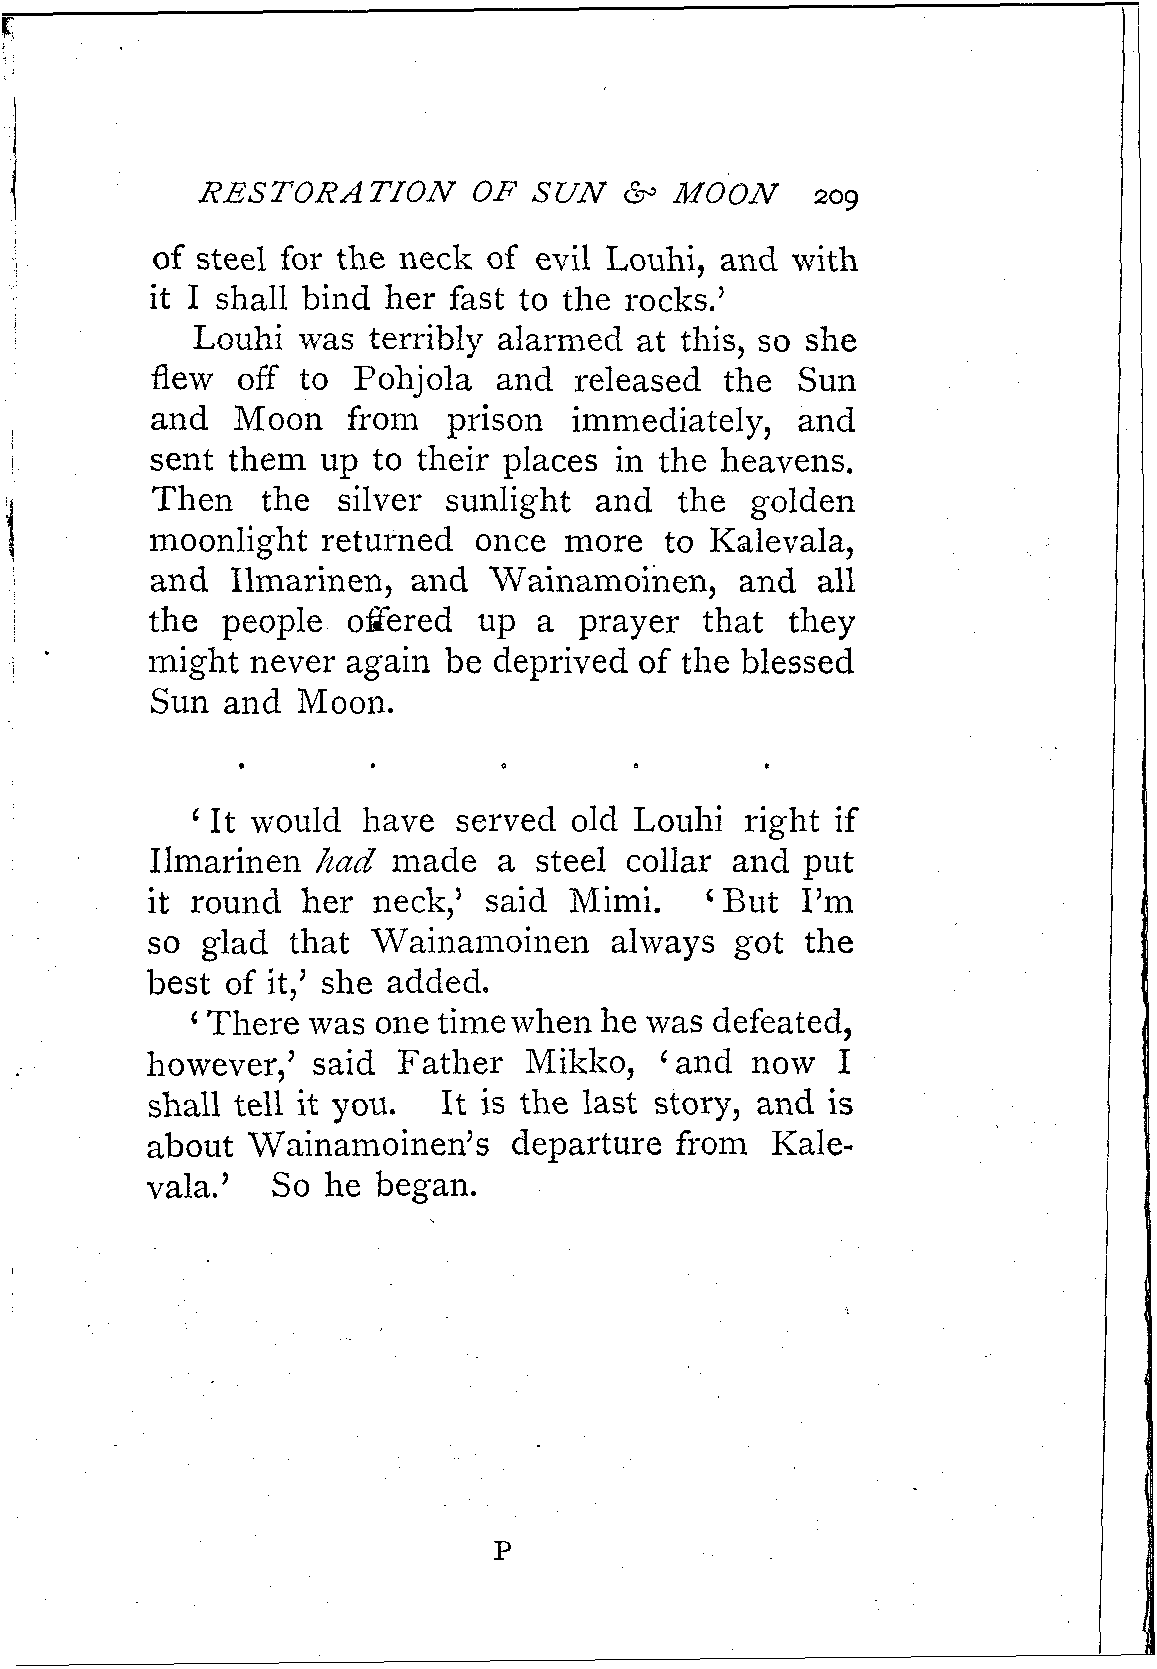 RESTORATION OF SUN & MOON 209
of steel for the neck of evil Louhi, and with
it I shall bind her fast to the rocks.’
Louhi was terribly alarmed at this, so she
flew off to Pohjola and released the Sun
and Moon from prison immediately, and
sent them up to their places in the heavens.
Then the silver sunlight and the golden
moonlight returned once more to Kalevala,
and Ilmarinen, and Wainamoinen, and all
the people offered up a prayer that they
might never again be deprived of the blessed
Sun and Moon.
. . . . .
‘ It would have served old Louhi right if
Ilmarinen had made a steel collar and put
it round her neck,’ said Mimi. ‘ But I’m
so glad that Wainamoinen always got the
best of it,’ she added.
‘ There was one time when he was defeated,
however,’ said Father Mikko, ‘ and now I
shall tell it you. It is the last story, and is
about Wainamoinen’s departure from Kale-
vala.’ So he began.
P